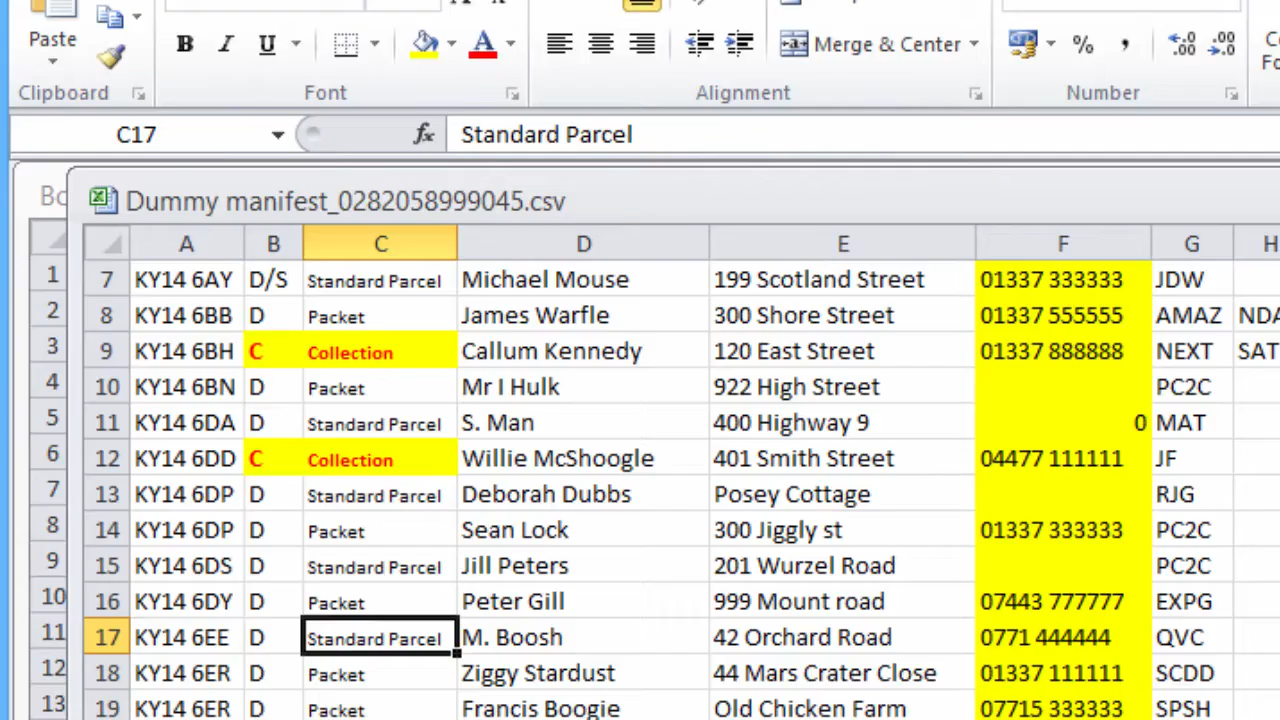 Paste
B I U A
Merge & Center
%
Clipboard Font Alignment Number
C17 fx Standard Parcel
Dummy manifest_0282058999045.csv
A B C D E F G H
1 7 KY14 6AY D/S Standard Parcel Michael Mouse 199 Scotland Street 01337 333333 JDW
2 8 KY14 6BB D Packet James Warfle 300 Shore Street 01337 555555 AMAZ
3 9 KY14 6BH C Collection Callum Kennedy 120 East Street 01337 888888 NEXT SAT
4 10 KY14 6BN D Packet Mr I Hulk 922 High Street PC2C
5 11 KY14 6DA D Standard Parcel S. Man 400 Highway 9 0 MAT
6 12 KY14 6DD C Collection Willie McShoogle 401 Smith Street 04477 111111 JF
7 13 KY14 6DP D Standard Parcel Deborah Dubbs Posey Cottage RJG
8 14 KY14 6DP D Packet Sean Lock 300 Jiggly st 01337 333333 PC2C
9 15 KY14 6DS D Standard Parcel Jill Peters 201 Wurzel Road PC2C
10 16 KY14 6DY D Packet Peter Gill 999 Mount road 07443 777777 EXPG
11 17 KY14 6EE D Standard Parcel M. Boosh 42 Orchard Road 0771 444444 QVC
12 18 KY14 6ER D Packet Ziggy Stardust 44 Mars Crater Close 01337 111111 SCDD
13 19 KY14 6ER D Packet Francis Boogie Old Chicken Farm 07715 333333 SPSH